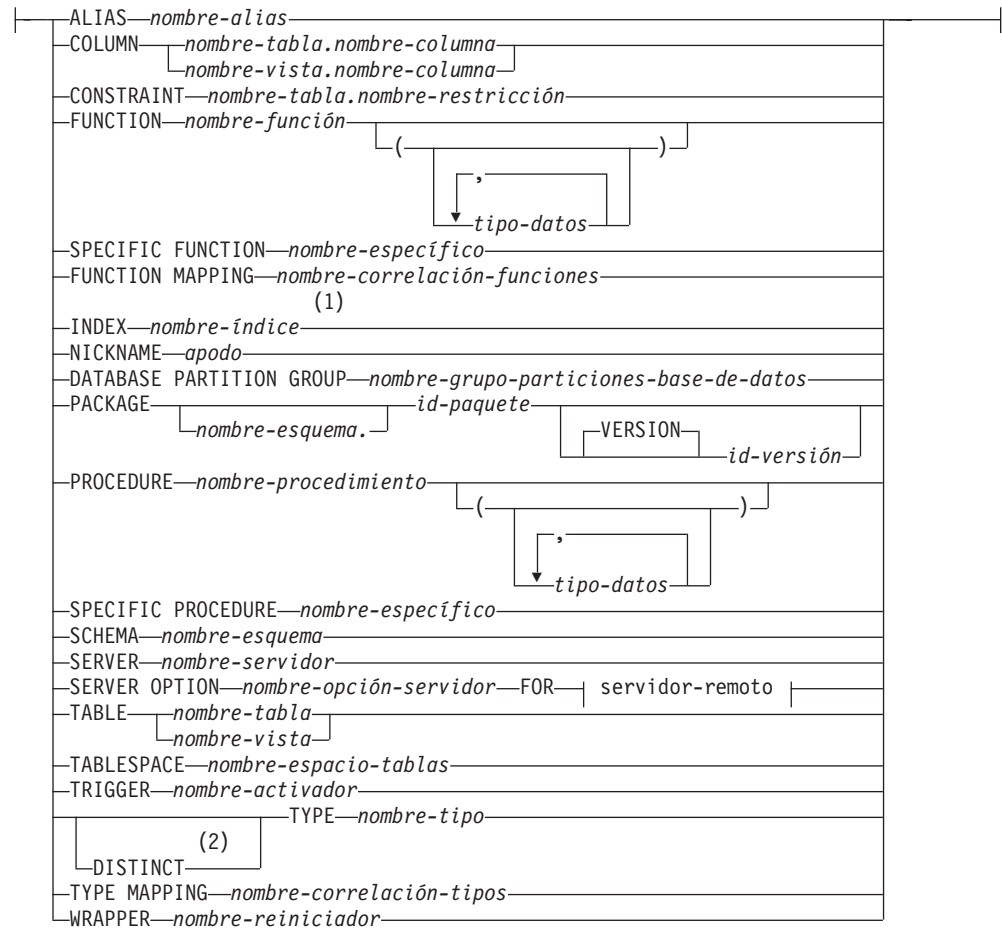 ALIAS nombre-alias
COLUMN nombre-tabla.nombre-columna
nombre-vista.nombre-columna
CONSTRAINT nombre-tabla.nombre-restricción
FUNCTION nombre-función
( )
,
tipo-datos
SPECIFIC FUNCTION nombre-específico
FUNCTION MAPPING nombre-correlación-funciones
(1)
INDEX nombre-índice
NICKNAME apodo
DATABASE PARTITION GROUP nombre-grupo-particiones-base-de-datos
PACKAGE id-paquete
nombre-esquema. VERSION
id-versión
PROCEDURE nombre-procedimiento
( )
,
tipo-datos
SPECIFIC PROCEDURE nombre-específico
SCHEMA nombre-esquema
SERVER nombre-servidor
SERVER OPTION nombre-opción-servidor FOR servidor-remoto
TABLE nombre-tabla
nombre-vista
TABLESPACE nombre-espacio-tablas
TRIGGER nombre-activador
TYPE nombre-tipo
(2)
DISTINCT
TYPE MAPPING nombre-correlación-tipos
WRAPPER nombre-reiniciador